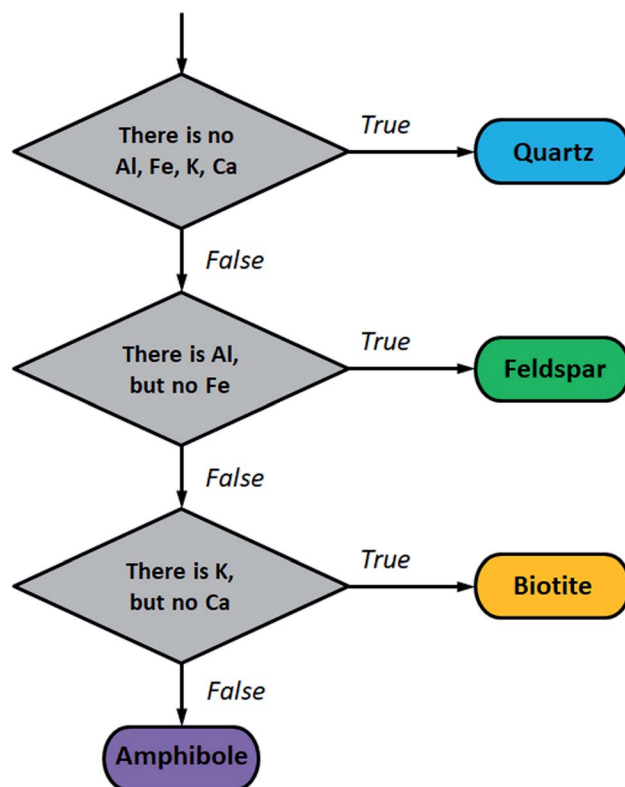 There is no
Al, Fe, K, Ca
True
Quartz
False
There is Al,
but no Fe
True
Feldspar
False
There is K,
but no Ca
True
Biotite
False
Amphibole